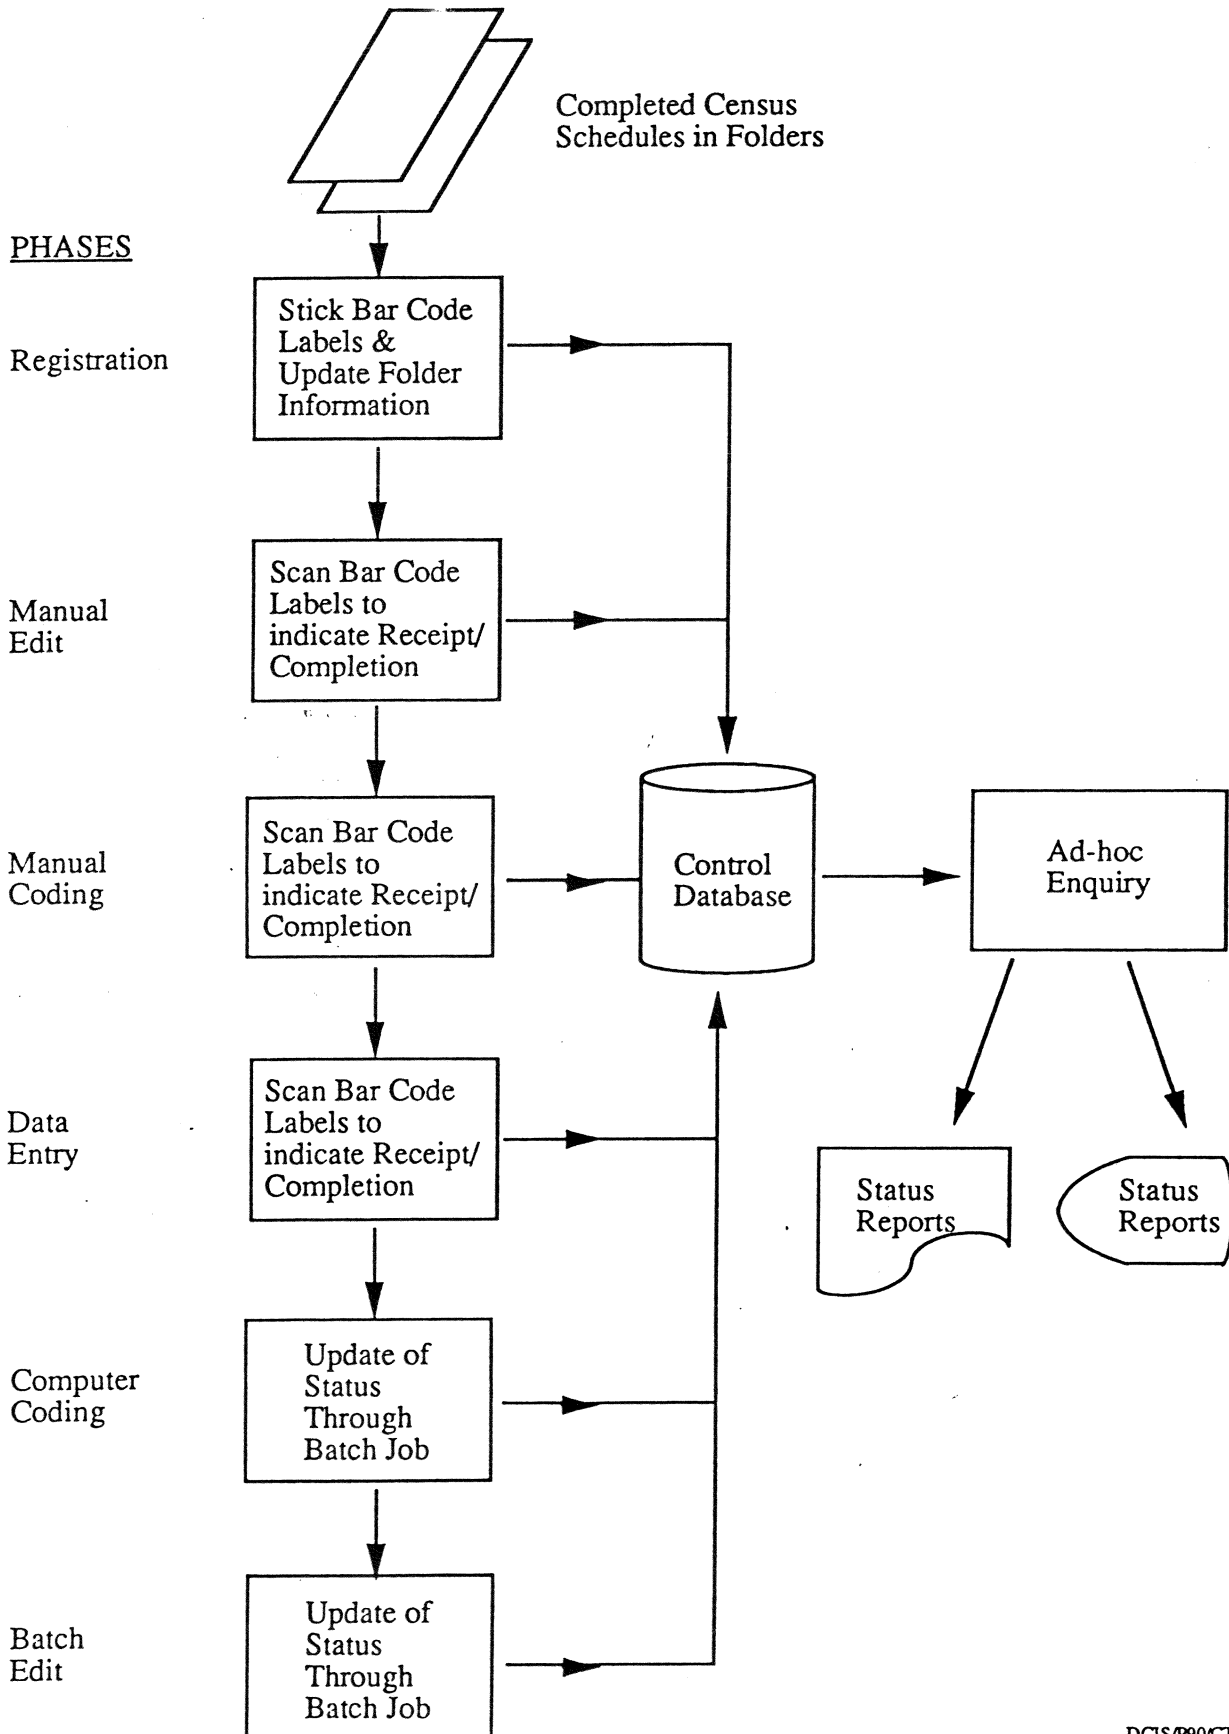 Completed Census
Schedules in Folders
PHASES
Registration
Stick Bar Code
Labels &
Update Folder
Information
Manual
Edit
Scan Bar Code
Labels to
indicate Receipt/
Completion
Manual
Coding
Scan Bar Code
Labels to
indicate Receipt/
Completion
Control
Database
Ad-hoc
Enquiry
Data
Entry
Scan Bar Code
Labels to
indicate Receipt/
Completion
Status
Reports
Status
Reports
Computer
Coding
Update of
Status
Through
Batch Job
Batch
Edit
Update of
Status
Through
Batch Job